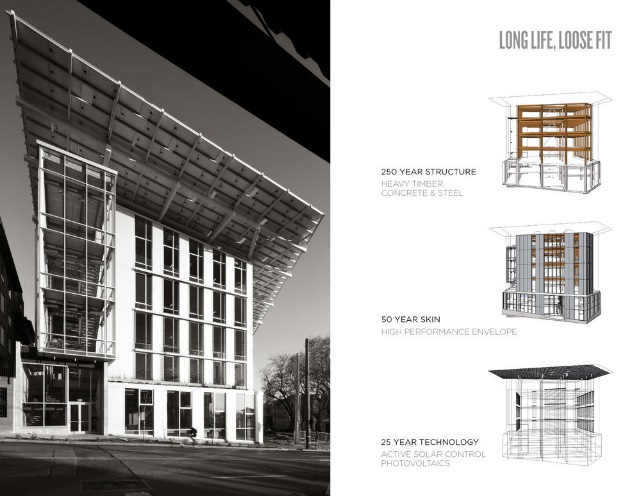 LONG LIFE, LOOSE FIT
250 YEAR STRUCTURE
HEAVY TIMBER,
CONCRETE & STEEL
50 YEAR SKIN
HIGH PERFORMANCE ENVELOPE
25 YEAR TECHNOLOGY
ACTIVE SOLAR CONTROL
PHOTOVOLTAICS